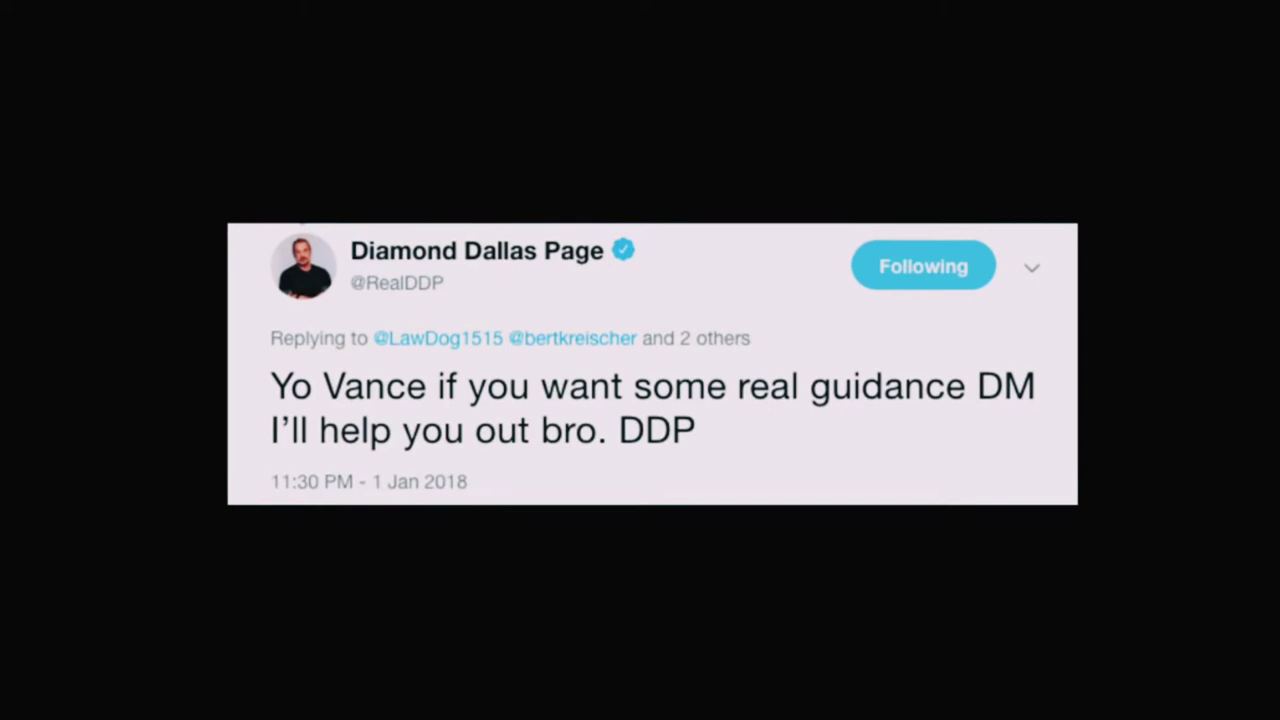 Diamond Dallas Page
@RealDDP
Following
Replying to @LawDog1515 @bertkreischer and 2 others
Yo Vance if you want some real guidance DM
I’ll help you out bro. DDP
11:30 PM - 1 Jan 2018